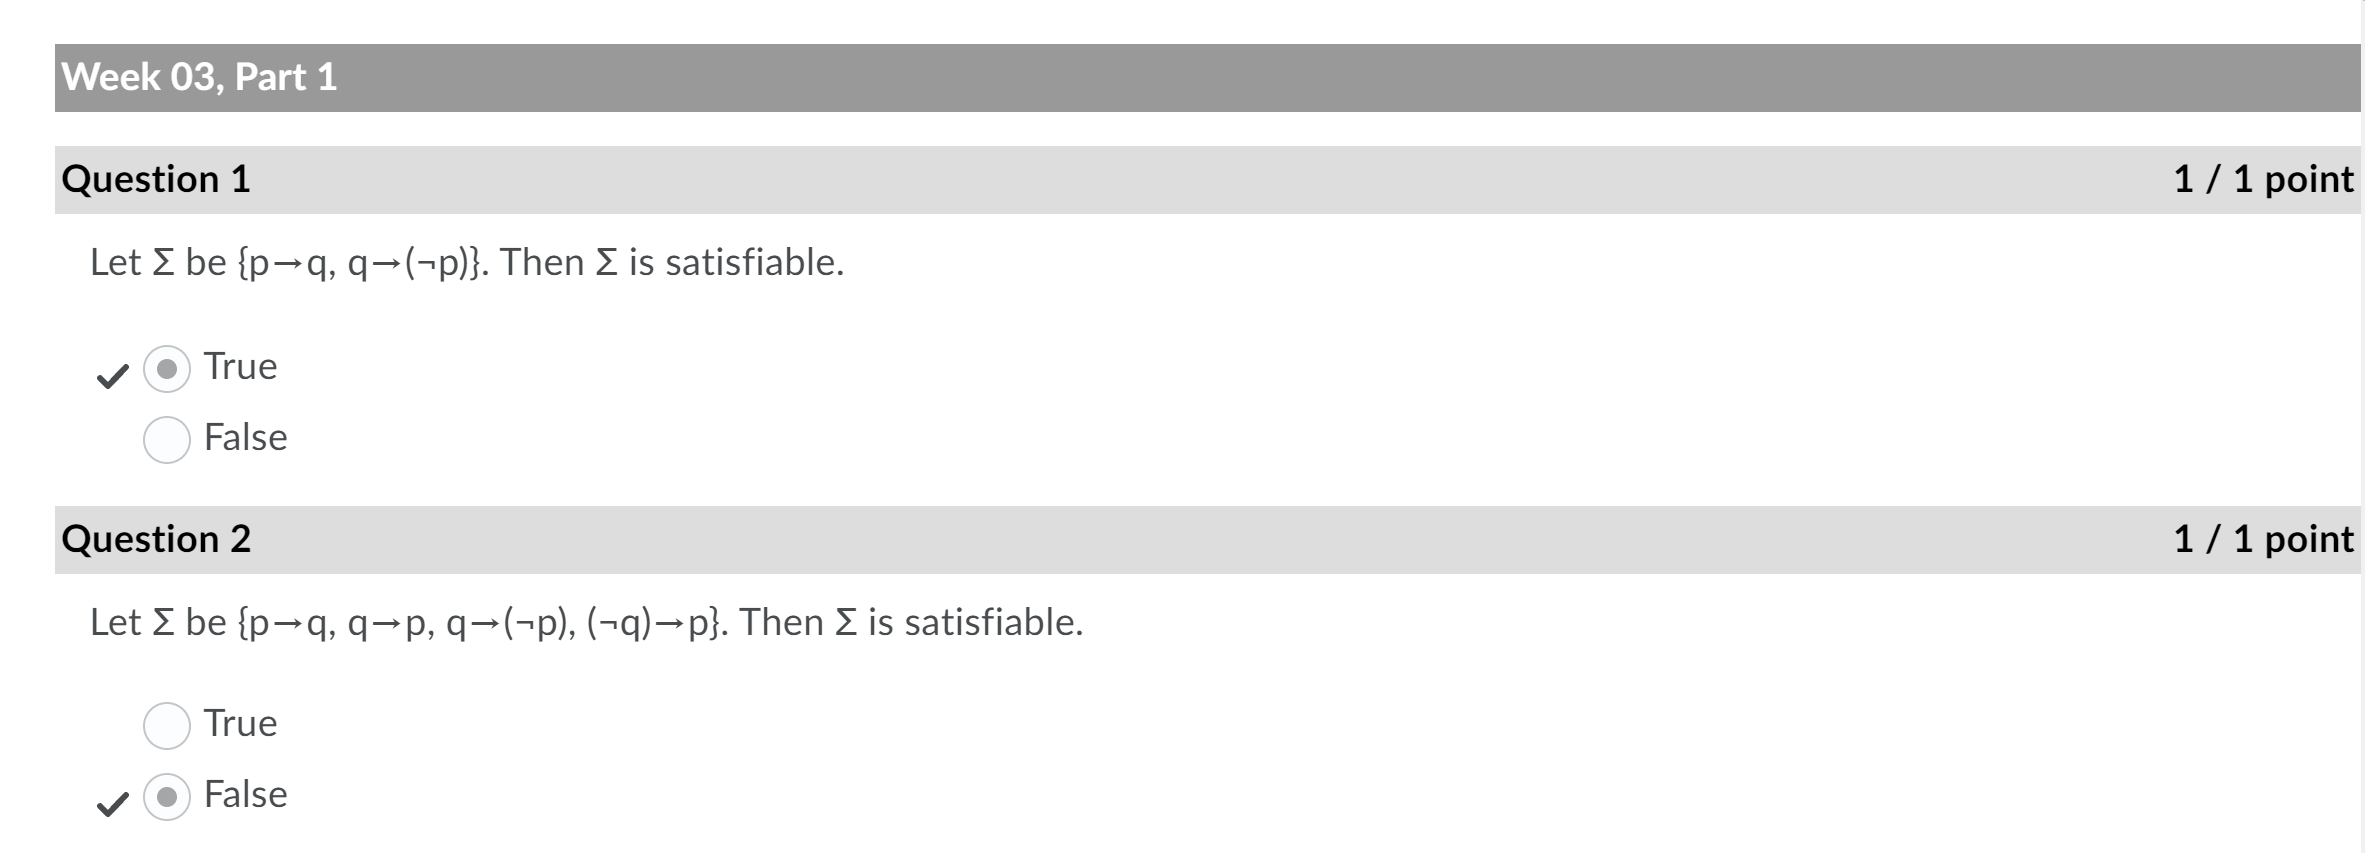 Week 03, Part 1
Question 1 1 / 1 point
Let Σ be {p→q, q→(¬p)}. Then Σ is satisfiable.
True
False
Question 2 1 / 1 point
Let Σ be {p→q, q→p, q→(¬p), (¬q)→p}. Then Σ is satisfiable.
True
False